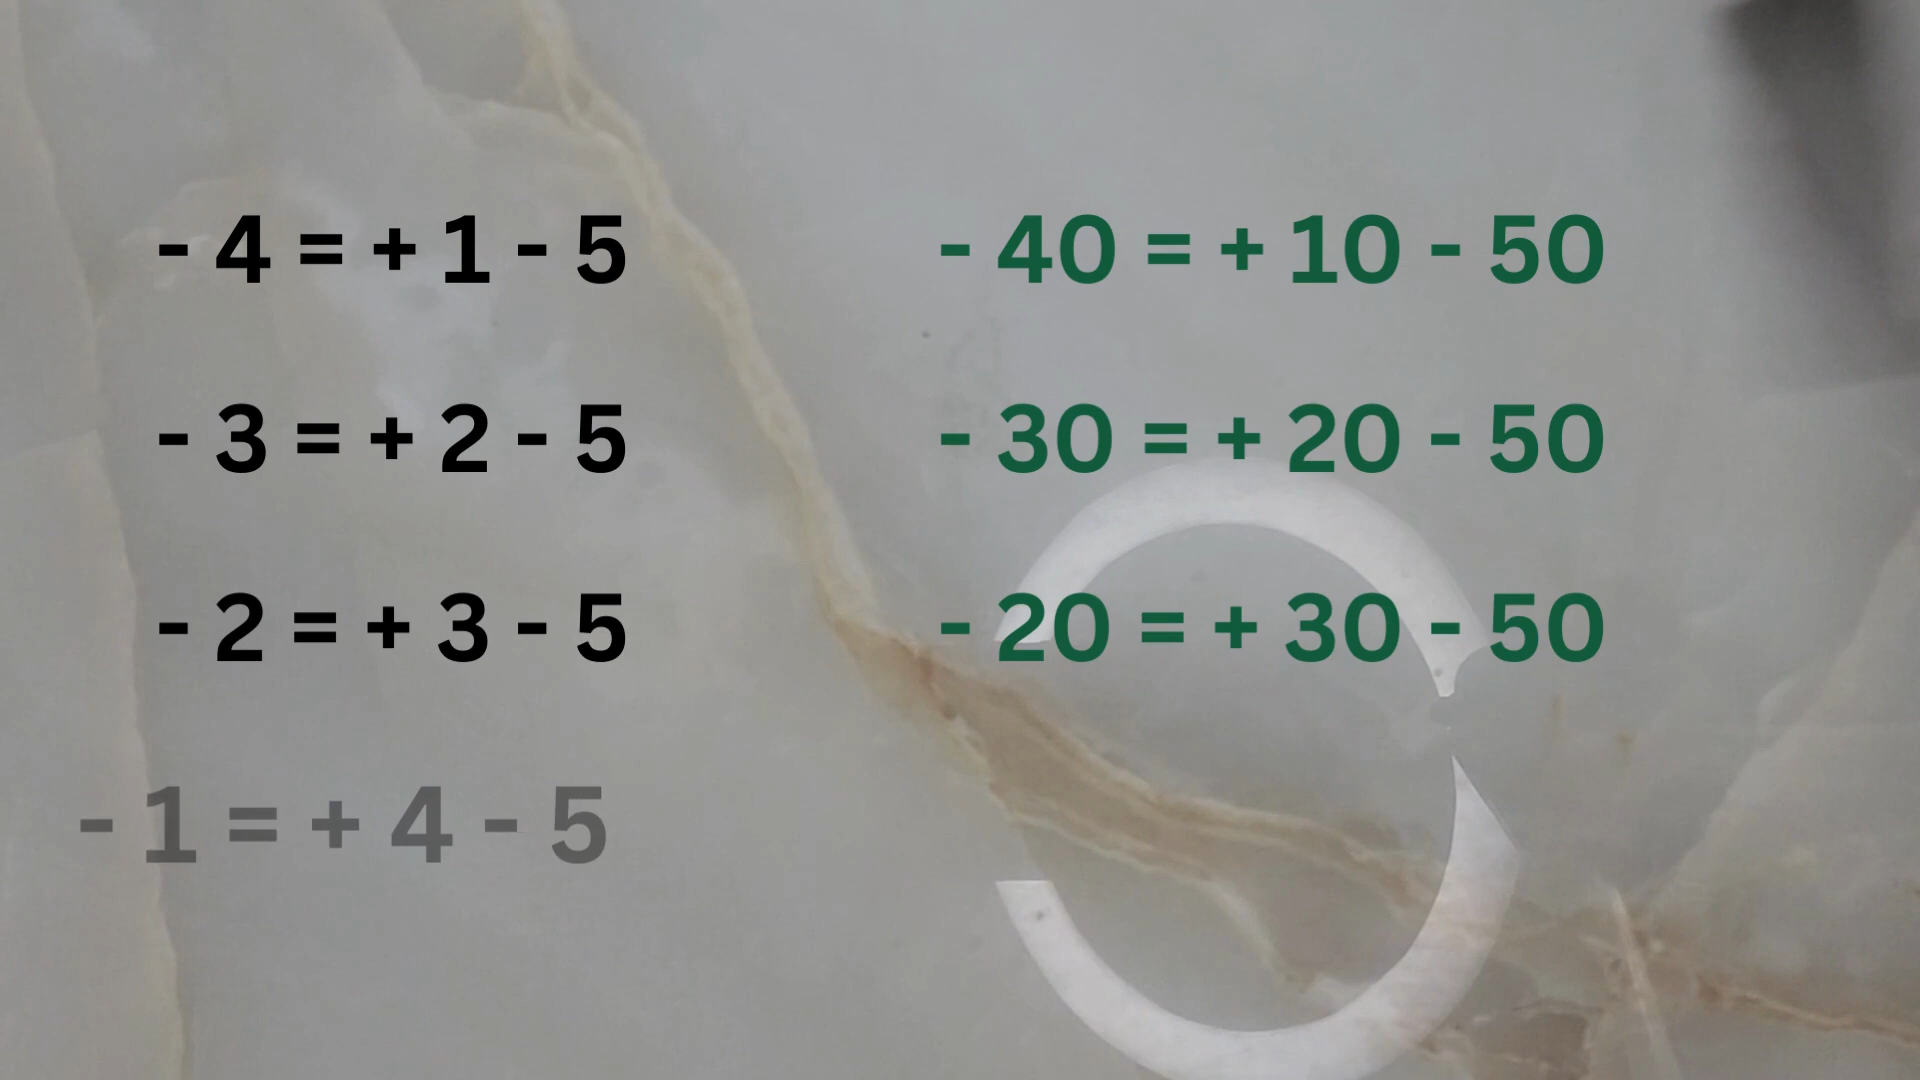 - 4 = + 1 - 5
- 3 = + 2 - 5
- 2 = + 3 - 5
- 1 = + 4 - 5
- 40 = + 10 - 50
- 30 = + 20 - 50
- 20 = + 30 - 50